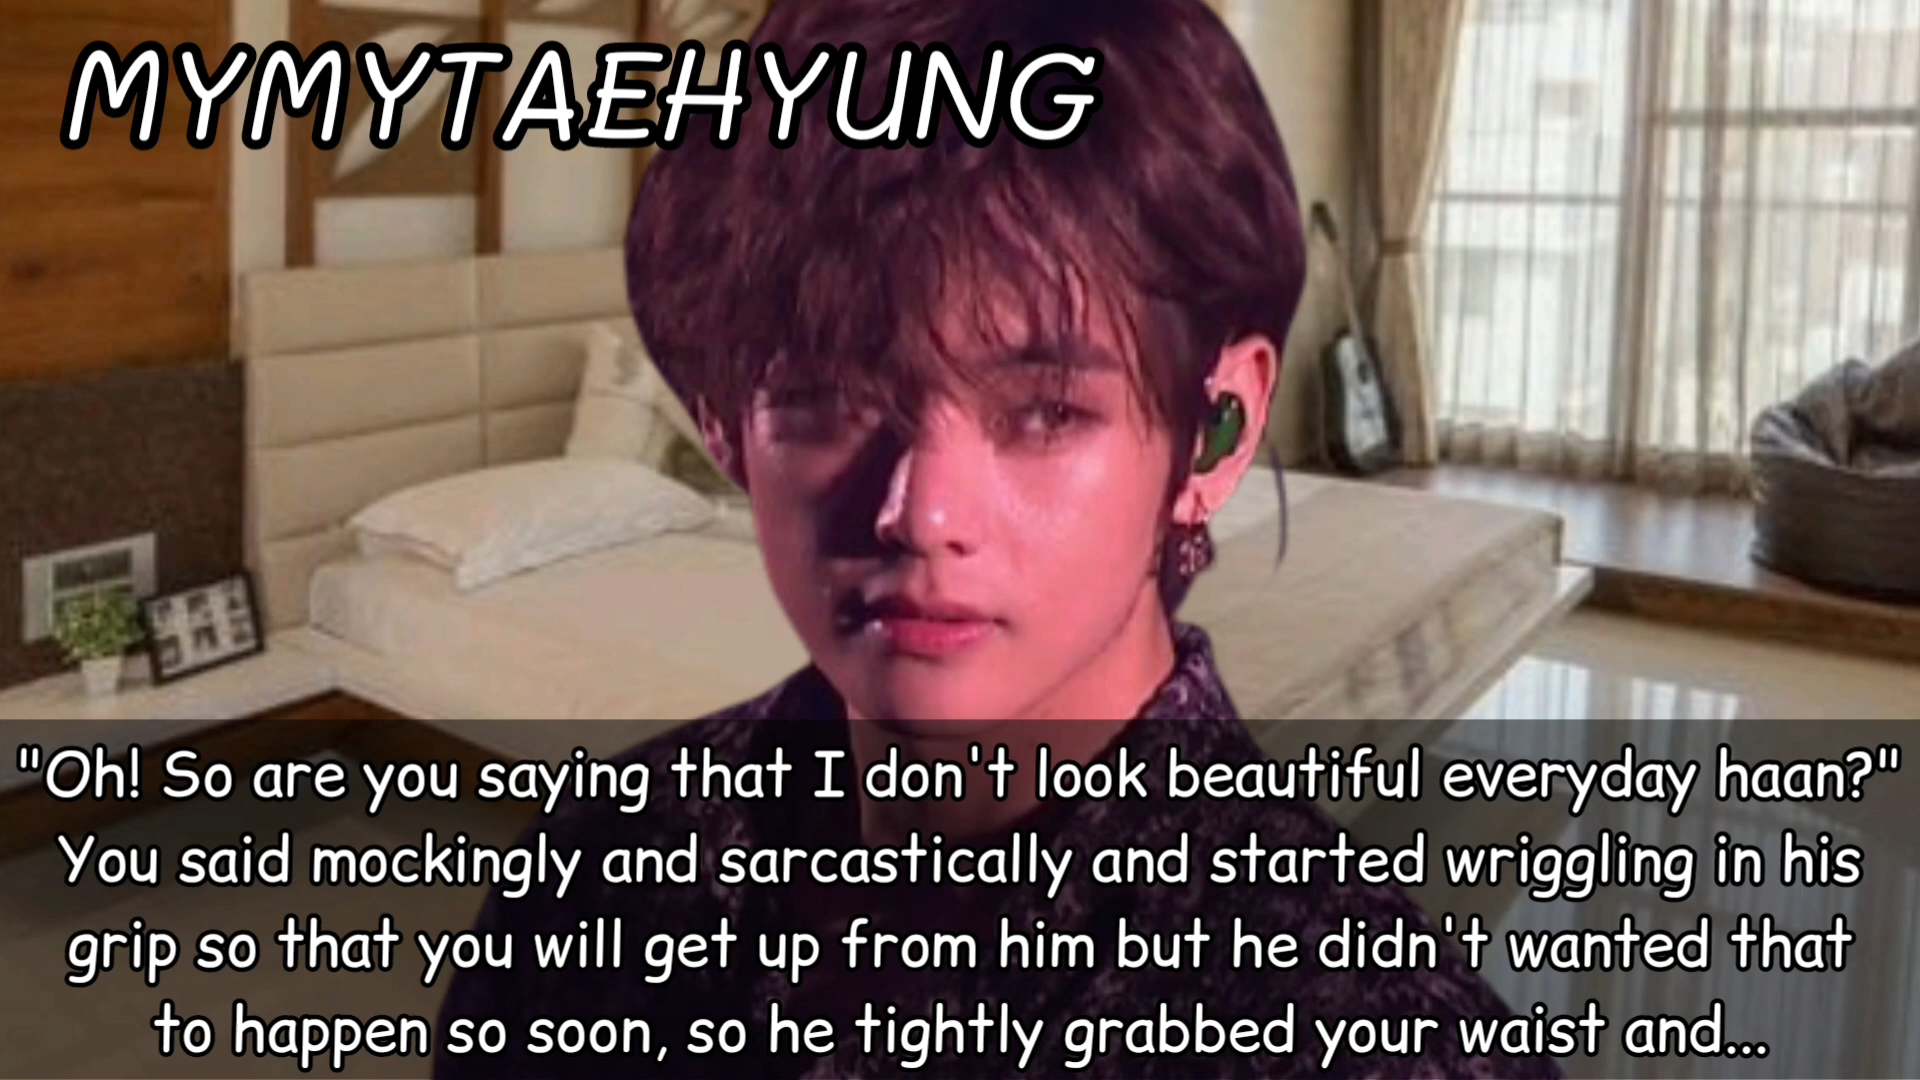 MYMYTAEHYUNG
"Oh! So are you saying that I don't look beautiful everyday haan?"
You said mockingly and sarcastically and started wriggling in his
grip so that you will get up from him but he didn't wanted that
to happen so soon, so he tightly grabbed your waist and...